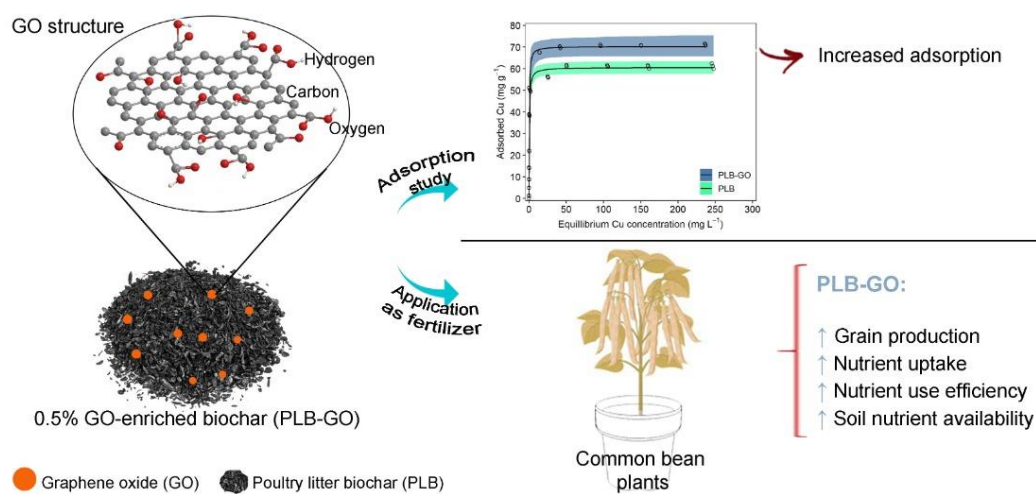 GO structure
Hydrogen
Carbon
Oxygen
0.5% GO-enriched biochar (PLB-GO)
Graphene oxide (GO)
Poultry litter biochar (PLB)
Adsorption
study
Application
as fertilizer
Adsorbed Cu (mg g⁻¹)
80
70
60
50
40
30
20
10
0
PLB-GO
PLB
0 50 100 150 200 250 300
Equillibrium Cu concentration (mg L⁻¹)
Increased adsorption
Common bean
plants
PLB-GO:
↑ Grain production
↑ Nutrient uptake
↑ Nutrient use efficiency
↑ Soil nutrient availability